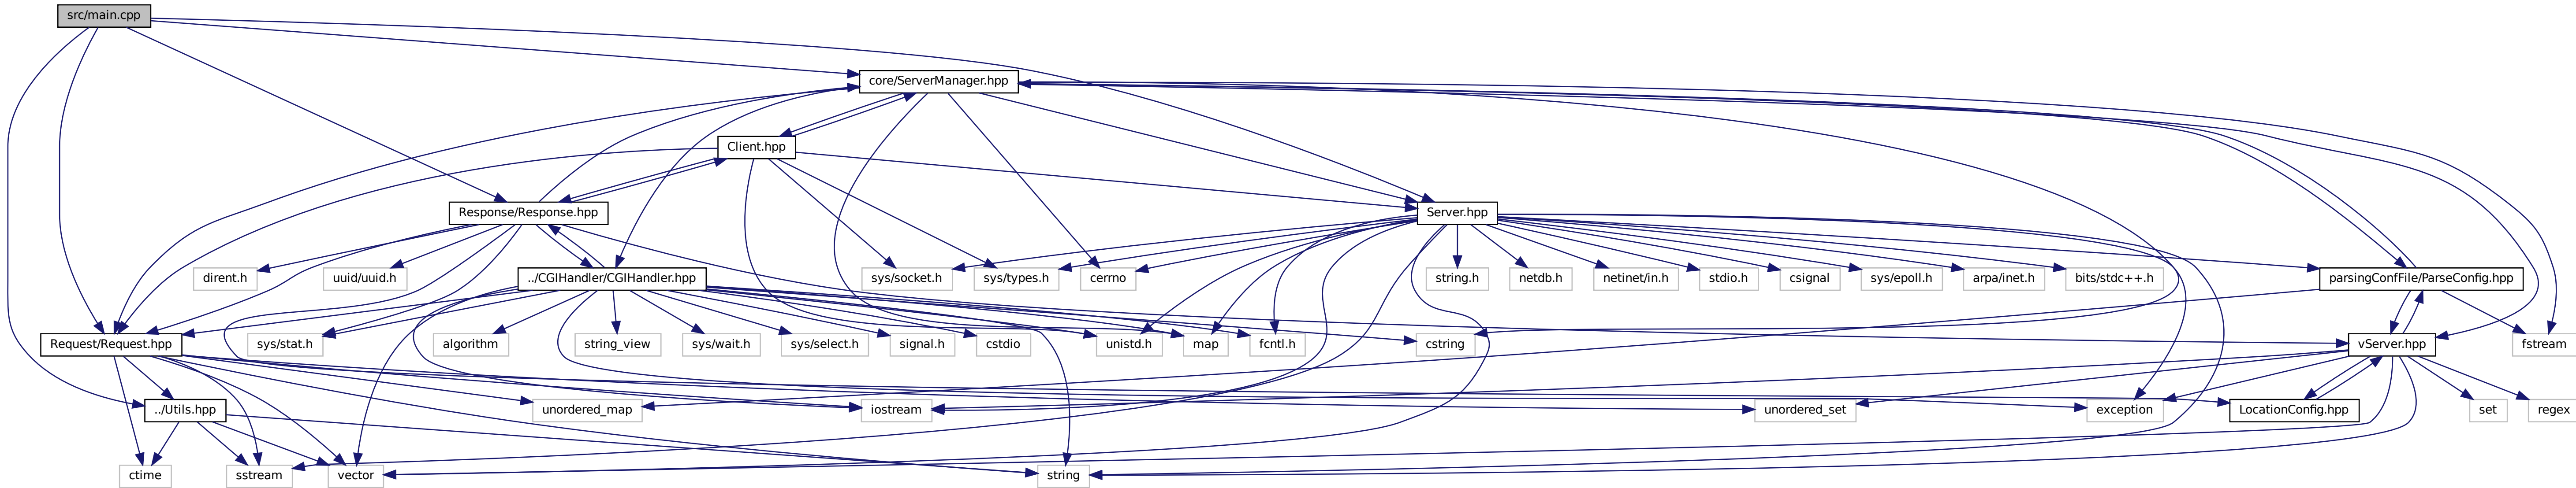 src/main.cpp
core/ServerManager.hpp
Client.hpp
Response/Response.hpp
Server.hpp
dirent.h
uuid/uuid.h
../CGIHandler/CGIHandler.hpp
sys/socket.h
sys/types.h
cerrno
string.h
netdb.h
netinet/in.h
stdio.h
csignal
sys/epoll.h
arpa/inet.h
bits/stdc++.h
parsingConfFile/ParseConfig.hpp
Request/Request.hpp
sys/stat.h
algorithm
string_view
sys/wait.h
sys/select.h
signal.h
cstdio
unistd.h
map
fcntl.h
cstring
vServer.hpp
fstream
../Utils.hpp
unordered_map
iostream
unordered_set
exception
LocationConfig.hpp
set
regex
ctime
sstream
vector
string